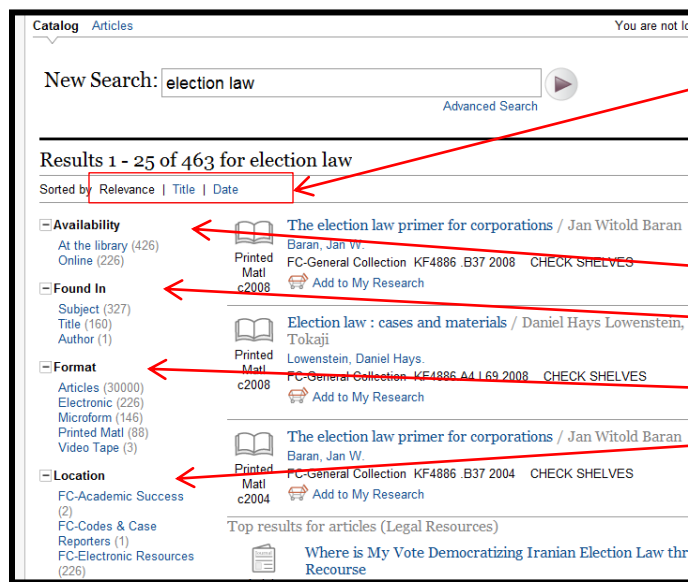 Catalog Articles You are not lo
New Search: election law
Advanced Search
Results 1 - 25 of 463 for election law
Sorted by Relevance | Title | Date
Availability
At the library (426)
Online (226)
Found In
Subject (327)
Title (160)
Author (1)
Format
Articles (30000)
Electronic (226)
Microform (146)
Printed Matl (88)
Video Tape (3)
Location
FC-Academic Success
(2)
FC-Codes & Case
Reporters (1)
FC-Electronic Resources
(226)
The election law primer for corporations / Jan Witold Baran
Baran, Jan W.
Printed
Matl
c2008
FC-General Collection KF4886 .B37 2008 CHECK SHELVES
Add to My Research
Election law : cases and materials / Daniel Hays Lowenstein,
Tokaji
Printed
Matl
c2008
Lowenstein, Daniel Hays.
FC-General Collection KF4886.A4 L69 2008 CHECK SHELVES
Add to My Research
The election law primer for corporations / Jan Witold Baran
Baran, Jan W.
Printed
Matl
c2004
FC-General Collection KF4886 .B37 2004 CHECK SHELVES
Add to My Research
Top results for articles (Legal Resources)
Where is My Vote Democratizing Iranian Election Law thr
Recourse